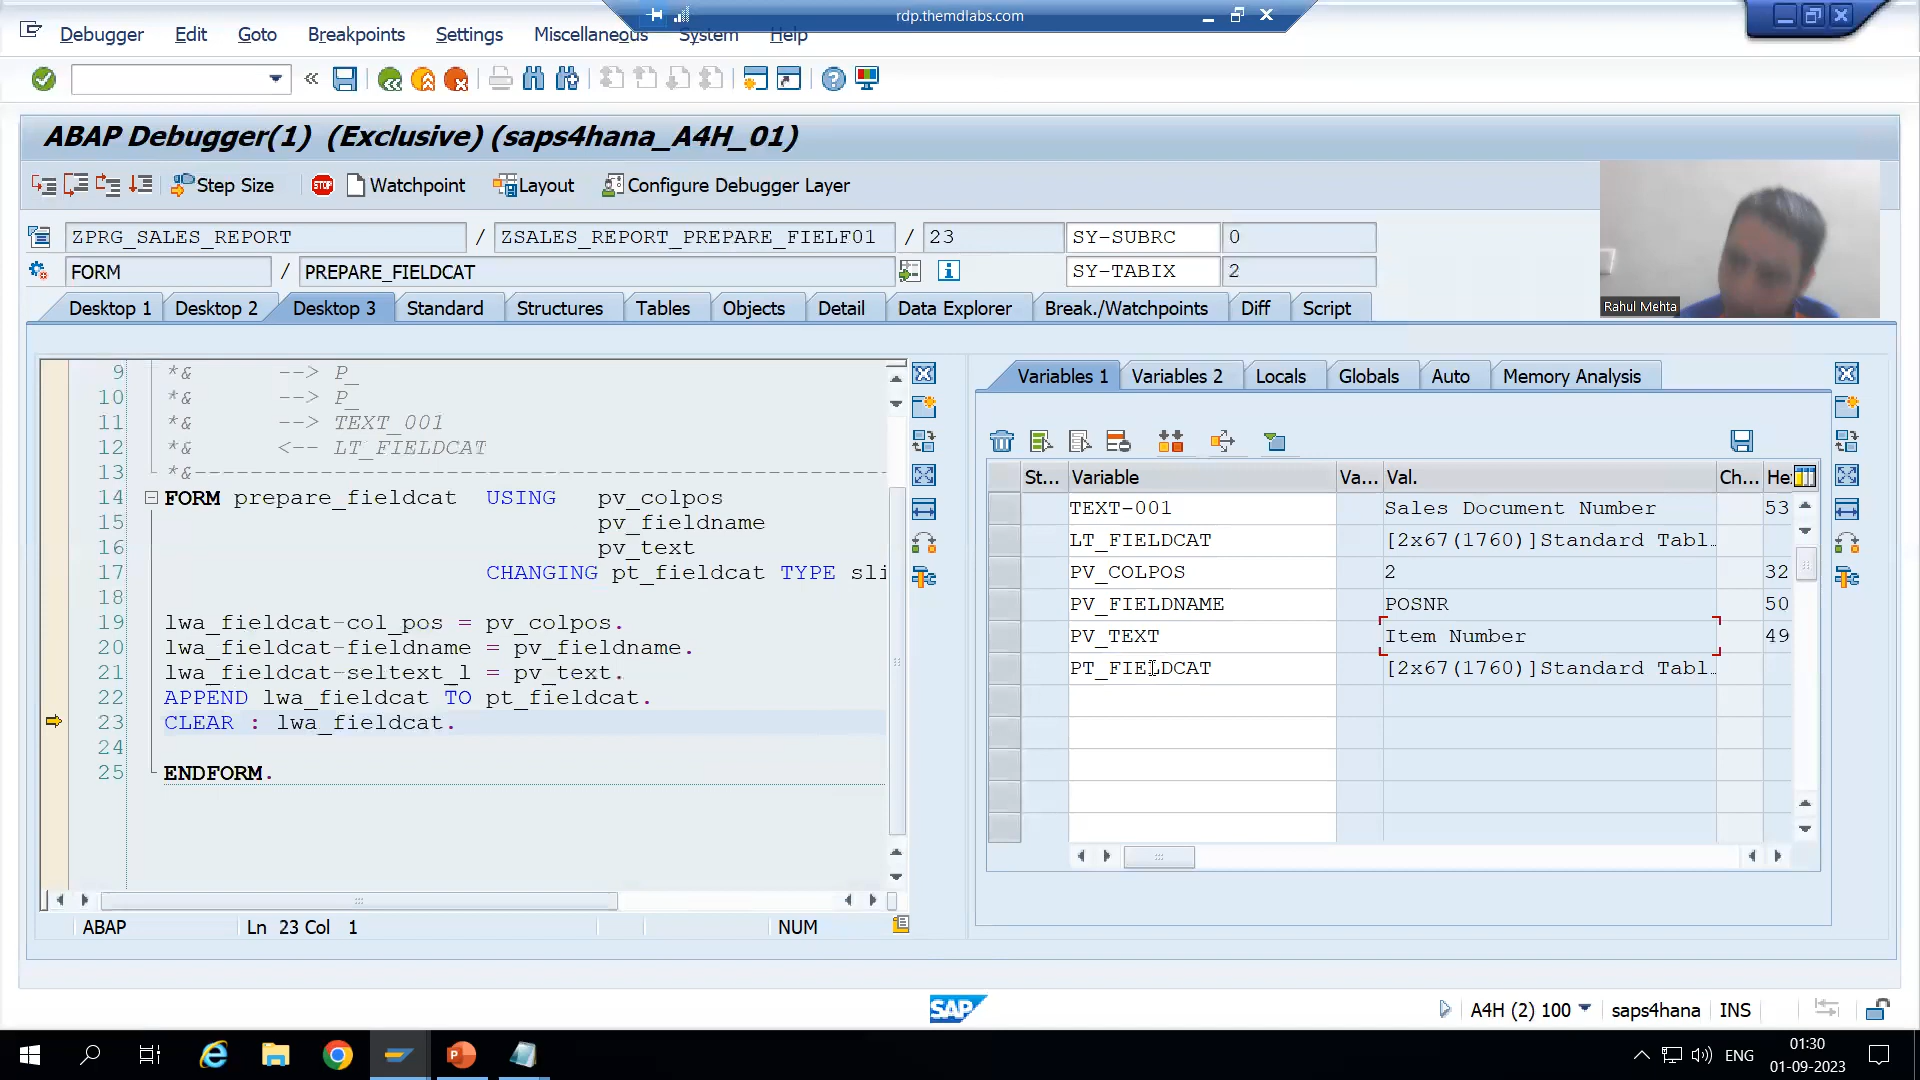 rdp.themdlabs.com
Debugger Edit Goto Breakpoints Settings Miscellaneous System Help
ABAP Debugger(1) (Exclusive) (saps4hana_A4H_01)
Step Size STOP Watchpoint Layout Configure Debugger Layer
ZPRG_SALES_REPORT / ZSALES_REPORT_PREPARE_FIELF01 / 23 SY-SUBRC 0
FORM / PREPARE_FIELDCAT SY-TABIX 2
Rahul Mehta
Desktop 1 Desktop 2 Desktop 3 Standard Structures Tables Objects Detail Data Explorer Break./Watchpoints Diff Script
9 *& --> P_
10 *& --> P_
11 *& --> TEXT_001
12 *& <-- LT_FIELDCAT
13 *&---------------------------------------------
14 FORM prepare_fieldcat USING pv_colpos
15 pv_fieldname
16 pv_text
17 CHANGING pt_fieldcat TYPE sli
18
19 lwa_fieldcat-col_pos = pv_colpos.
20 lwa_fieldcat-fieldname = pv_fieldname.
21 lwa_fieldcat-seltext_l = pv_text.
22 APPEND lwa_fieldcat TO pt_fieldcat.
23 CLEAR : lwa_fieldcat.
24
25 ENDFORM.
ABAP Ln 23 Col 1 NUM
Variables 1 Variables 2 Locals Globals Auto Memory Analysis
St... Variable Va... Val. Ch... He
TEXT-001 Sales Document Number 53
LT_FIELDCAT [2x67(1760)]Standard Tabl...
PV_COLPOS 2 32
PV_FIELDNAME POSNR 50
PV_TEXT Item Number 49
PT_FIELDCAT [2x67(1760)]Standard Tabl...
SAP
A4H (2) 100 saps4hana INS
ENG
01:30
01-09-2023